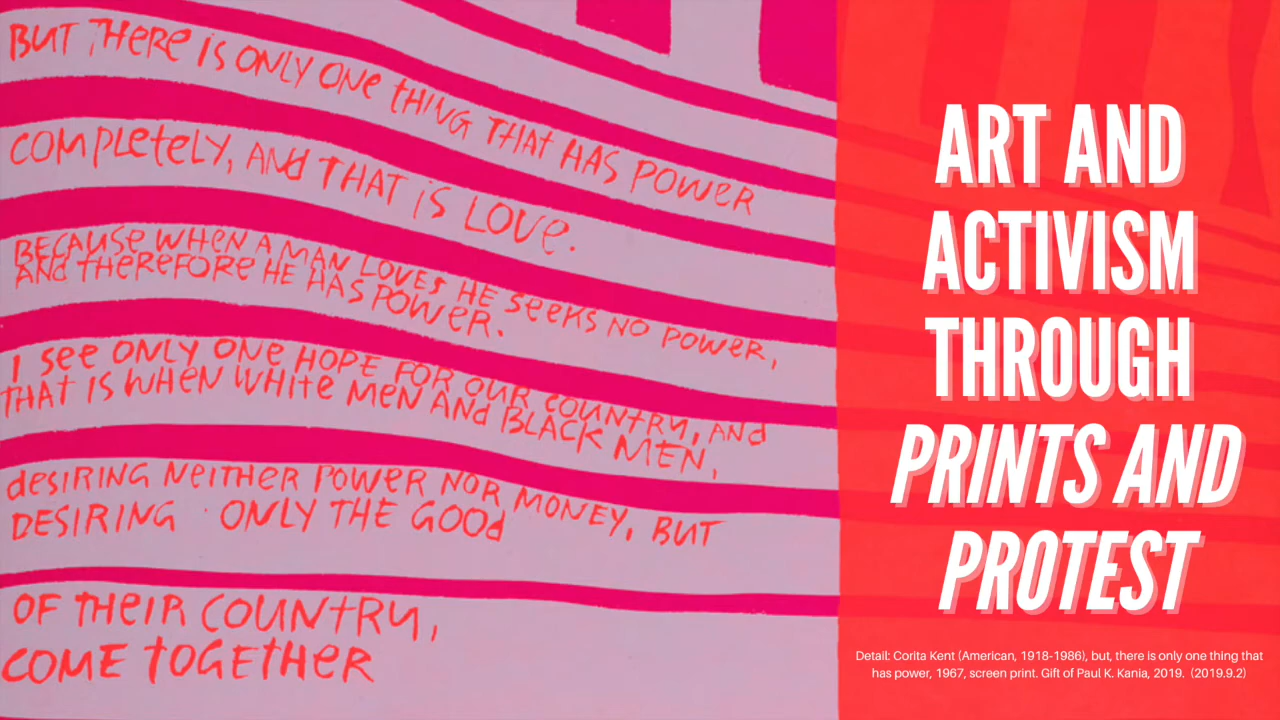 BUT THERE IS ONLY ONE THING THAT HAS POWER
COMPLETELY, AND THAT IS LOVE.
BECAUSE WHEN A MAN LOVES HE SEEKS NO POWER,
AND THEREFORE HE HAS POWER.
I SEE ONLY ONE HOPE FOR OUR COUNTRY, AND
THAT IS WHEN WHITE MEN AND BLACK MEN,
DESIRING NEITHER POWER NOR MONEY, BUT
DESIRING ONLY THE GOOD
OF THEIR COUNTRY,
COME TOGETHER
ART AND
ACTIVISM
THROUGH
PRINTS AND
PROTEST
Detail: Corita Kent (American, 1918-1986), but, there is only one thing that
has power, 1967, screen print. Gift of Paul K. Kania, 2019. (2019.9.2)